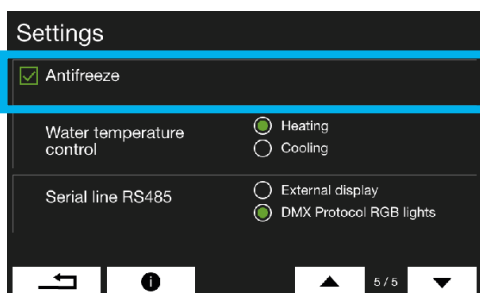 Settings
Antifreeze
Water temperature
control
Heating
Cooling
Serial line RS485
External display
DMX Protocol RGB lights
5/5